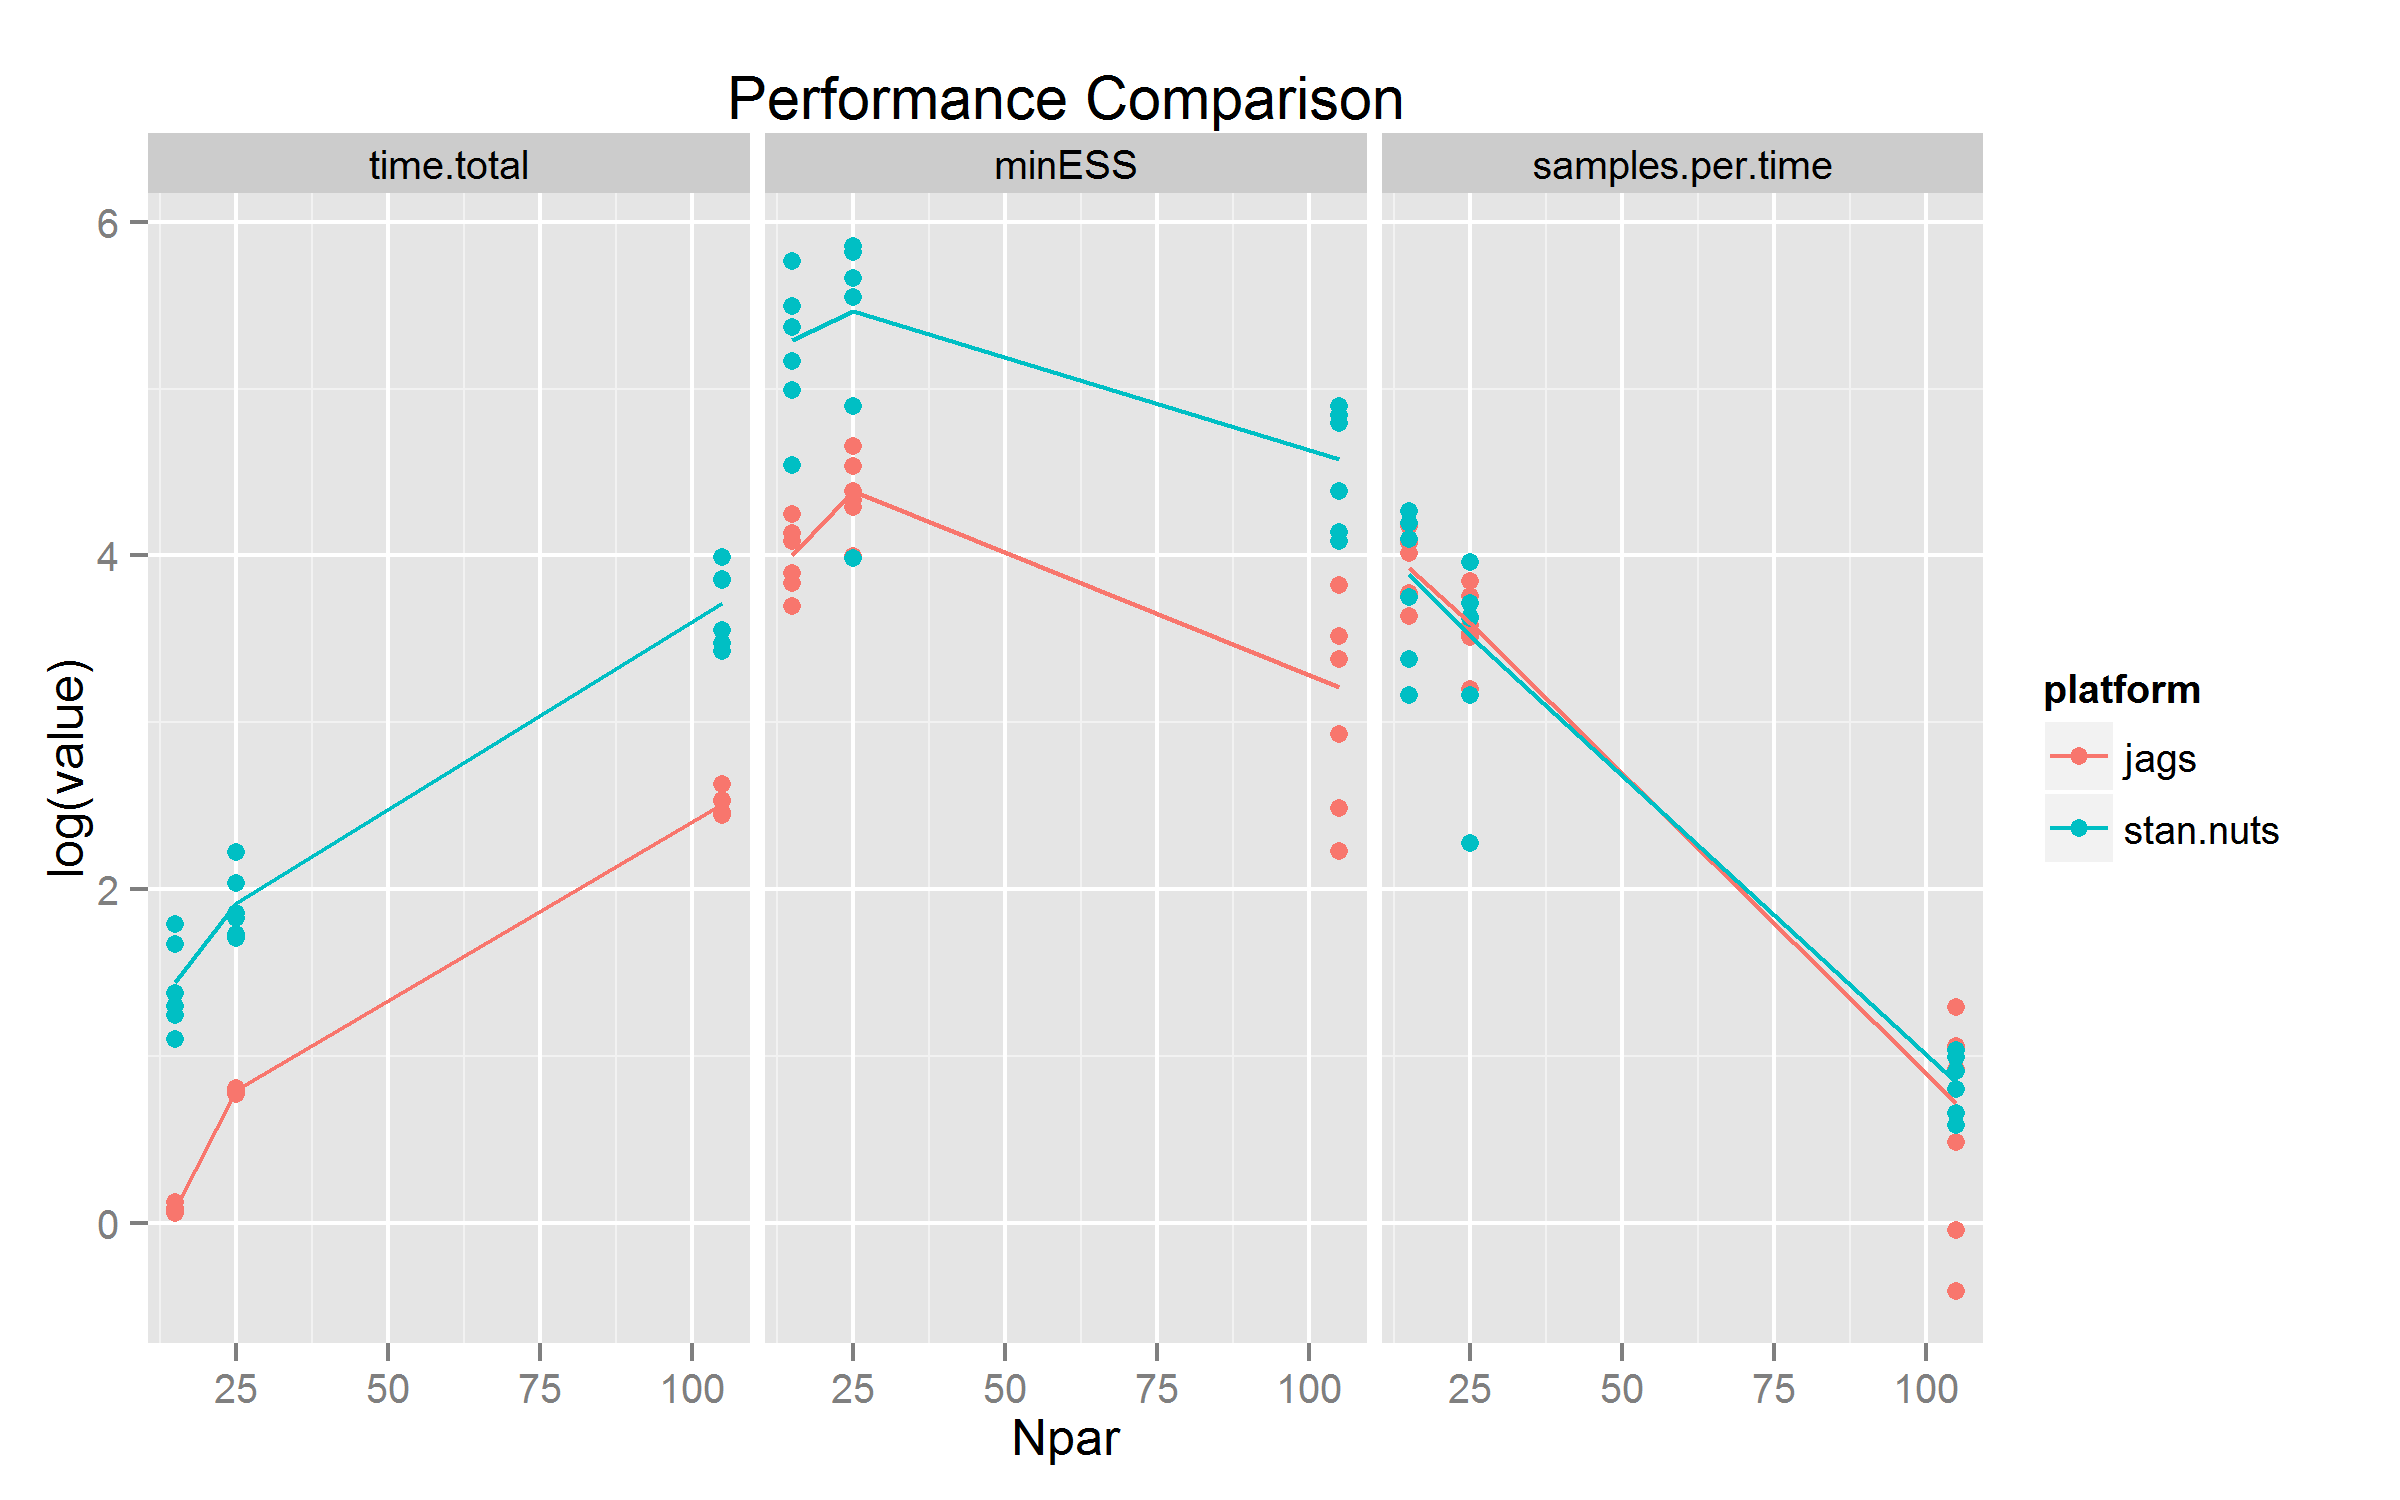 Performance Comparison
time.total
minESS
samples.per.time
6
4
2
0
log(value)
25 50 75 100
25 50 75 100
25 50 75 100
Npar
platform
jags
stan.nuts